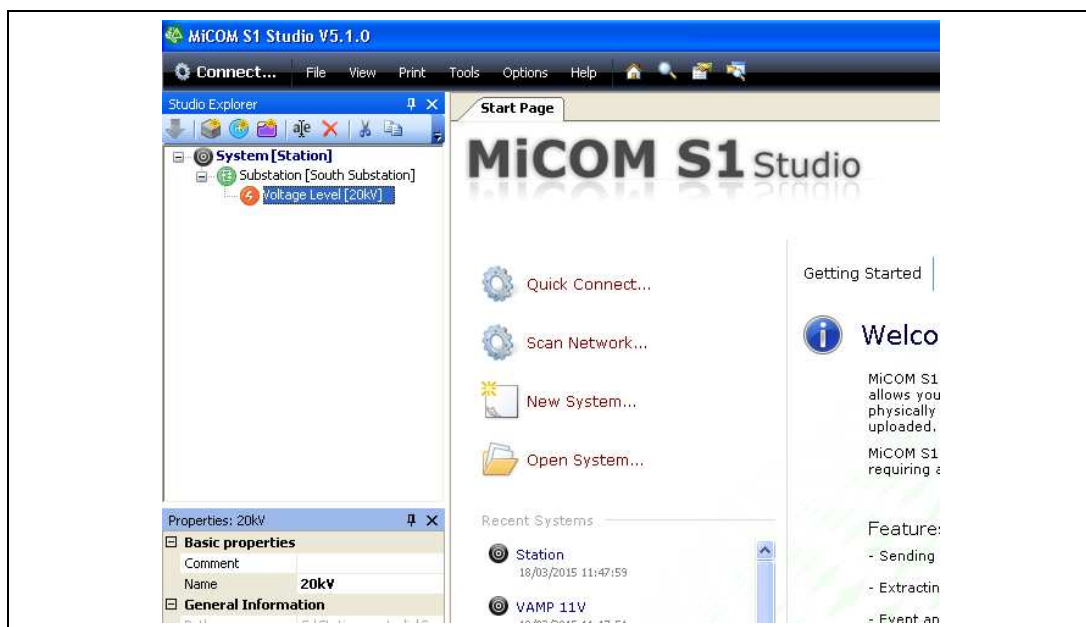 MiCOM S1 Studio V5.1.0
Connect... File View Print Tools Options Help
Studio Explorer
System [Station]
Substation [South Substation]
Voltage Level [20kV]
Properties: 20kV
Basic properties
Comment
Name 20kV
General Information
Start Page
MiCOM S1 Studio
Quick Connect...
Scan Network...
New System...
Open System...
Recent Systems
Station
18/03/2015 11:47:59
VAMP 11V
Getting Started
Welco
MiCOM S1
allows you
physically
uploaded.
MiCOM S1
requiring a
Features
- Sending
- Extractin
- Event an